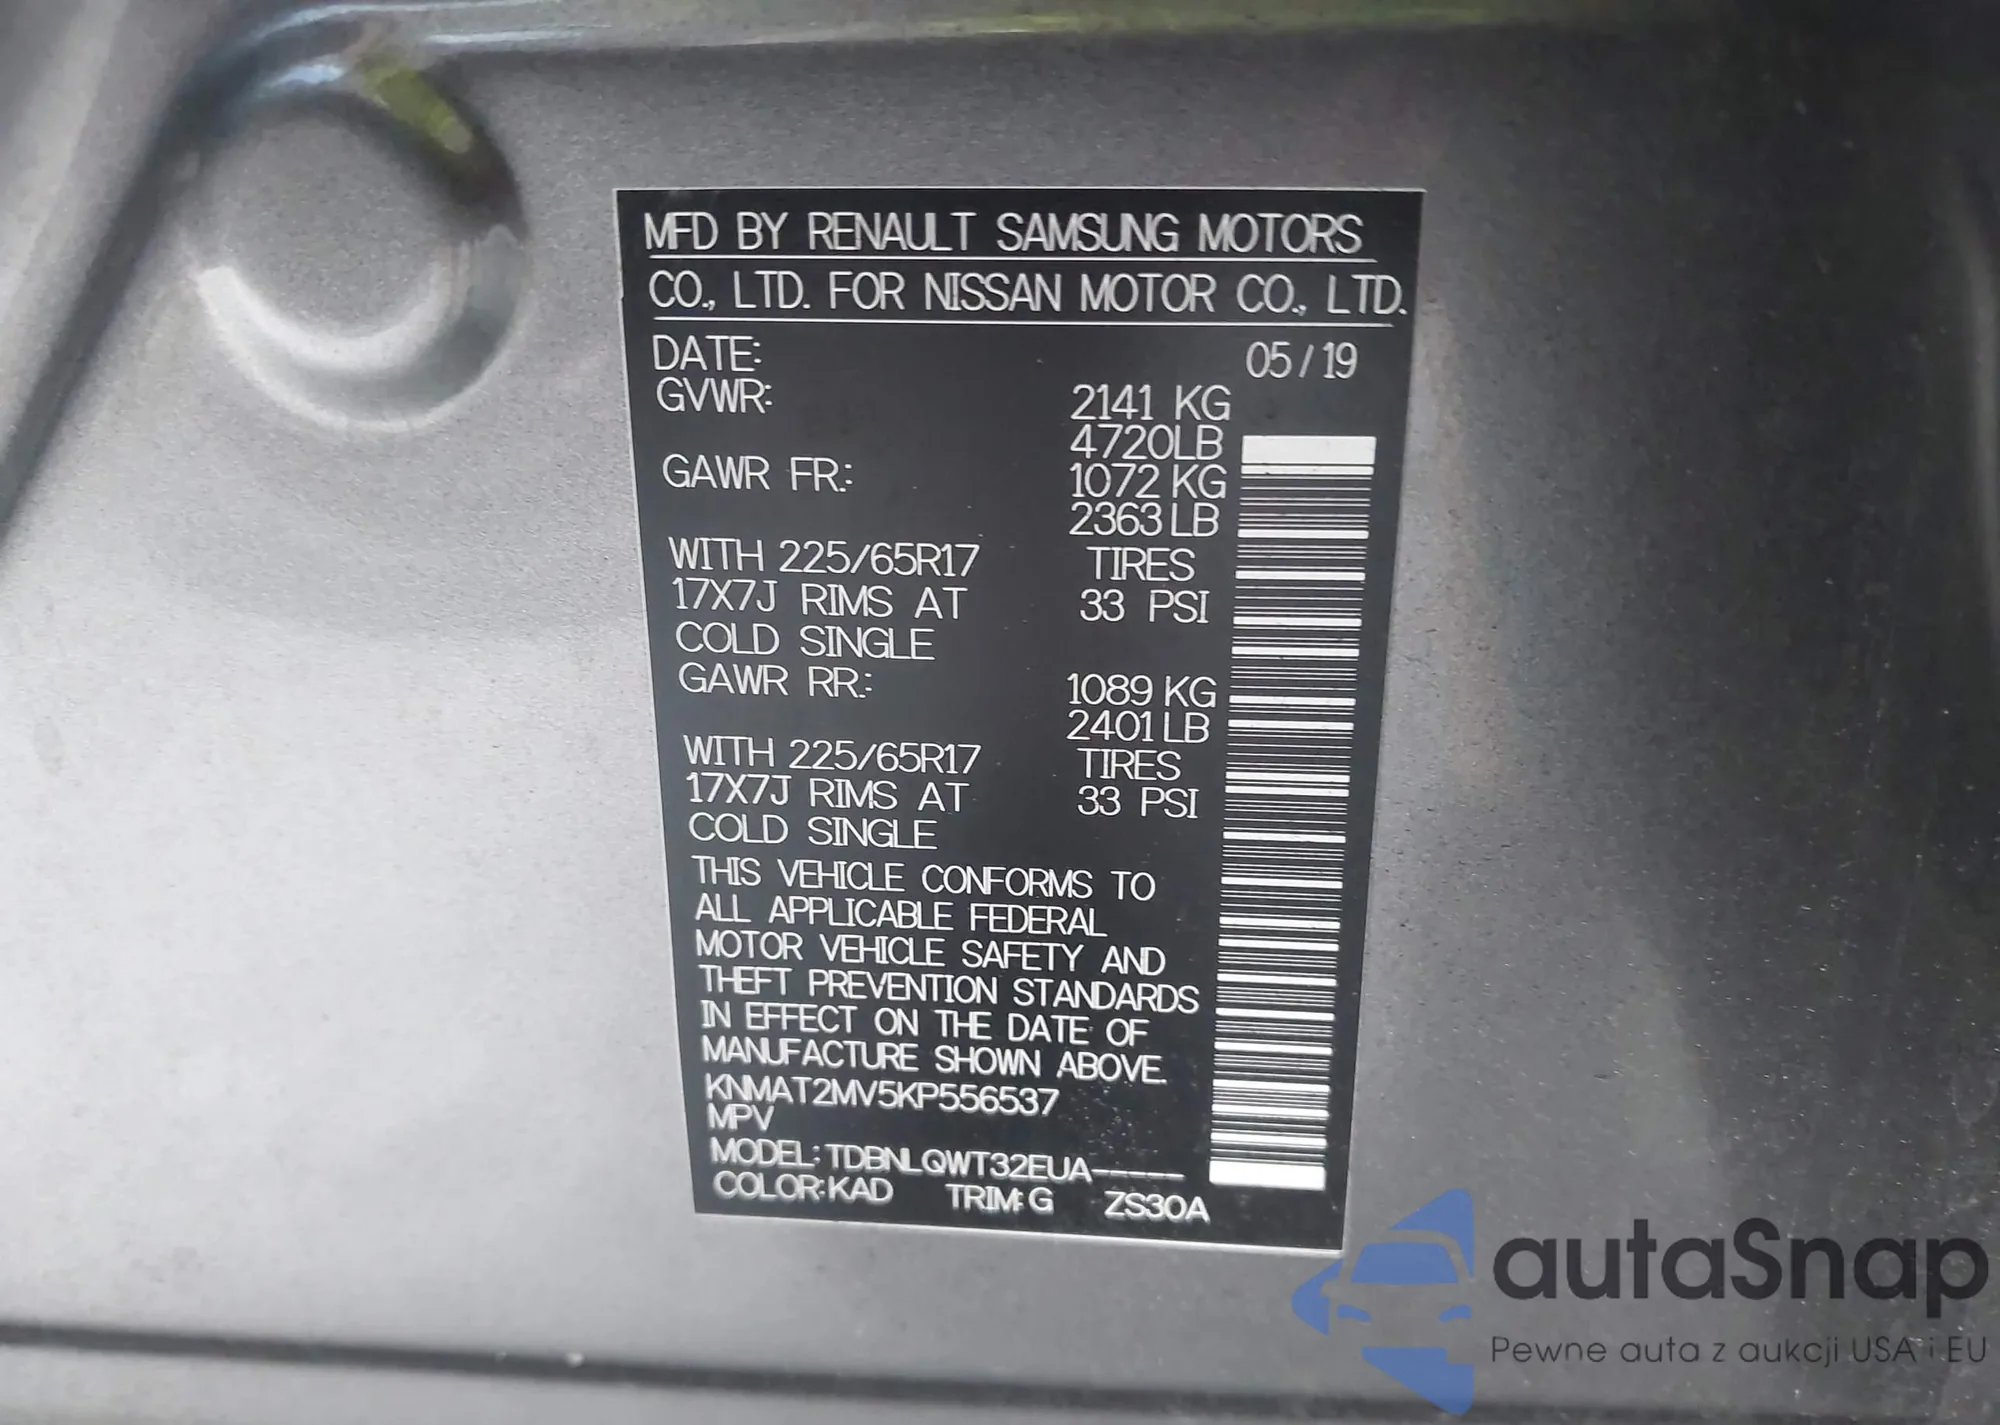 MFD BY RENAULT SAMSUNG MOTORS
CO., LTD. FOR NISSAN MOTOR CO., LTD.
DATE: 05 / 19
GVWR: 2141 KG
4720LB
GAWR FR.: 1072 KG
2363 LB
WITH 225/65R17 TIRES
17X7J RIMS AT 33 PSI
COLD SINGLE
GAWR RR.: 1089 KG
2401 LB
WITH 225/65R17 TIRES
17X7J RIMS AT 33 PSI
COLD SINGLE
THIS VEHICLE CONFORMS TO
ALL APPLICABLE FEDERAL
MOTOR VEHICLE SAFETY AND
THEFT PREVENTION STANDARDS
IN EFFECT ON THE DATE OF
MANUFACTURE SHOWN ABOVE.
KNMAT2MV5KP556537
MPV
MODEL: TDBNLQWT32EUA-----
COLOR: KAD TRIM: G ZS30A
autaSnap
Pewne auta z aukcji USA i EU